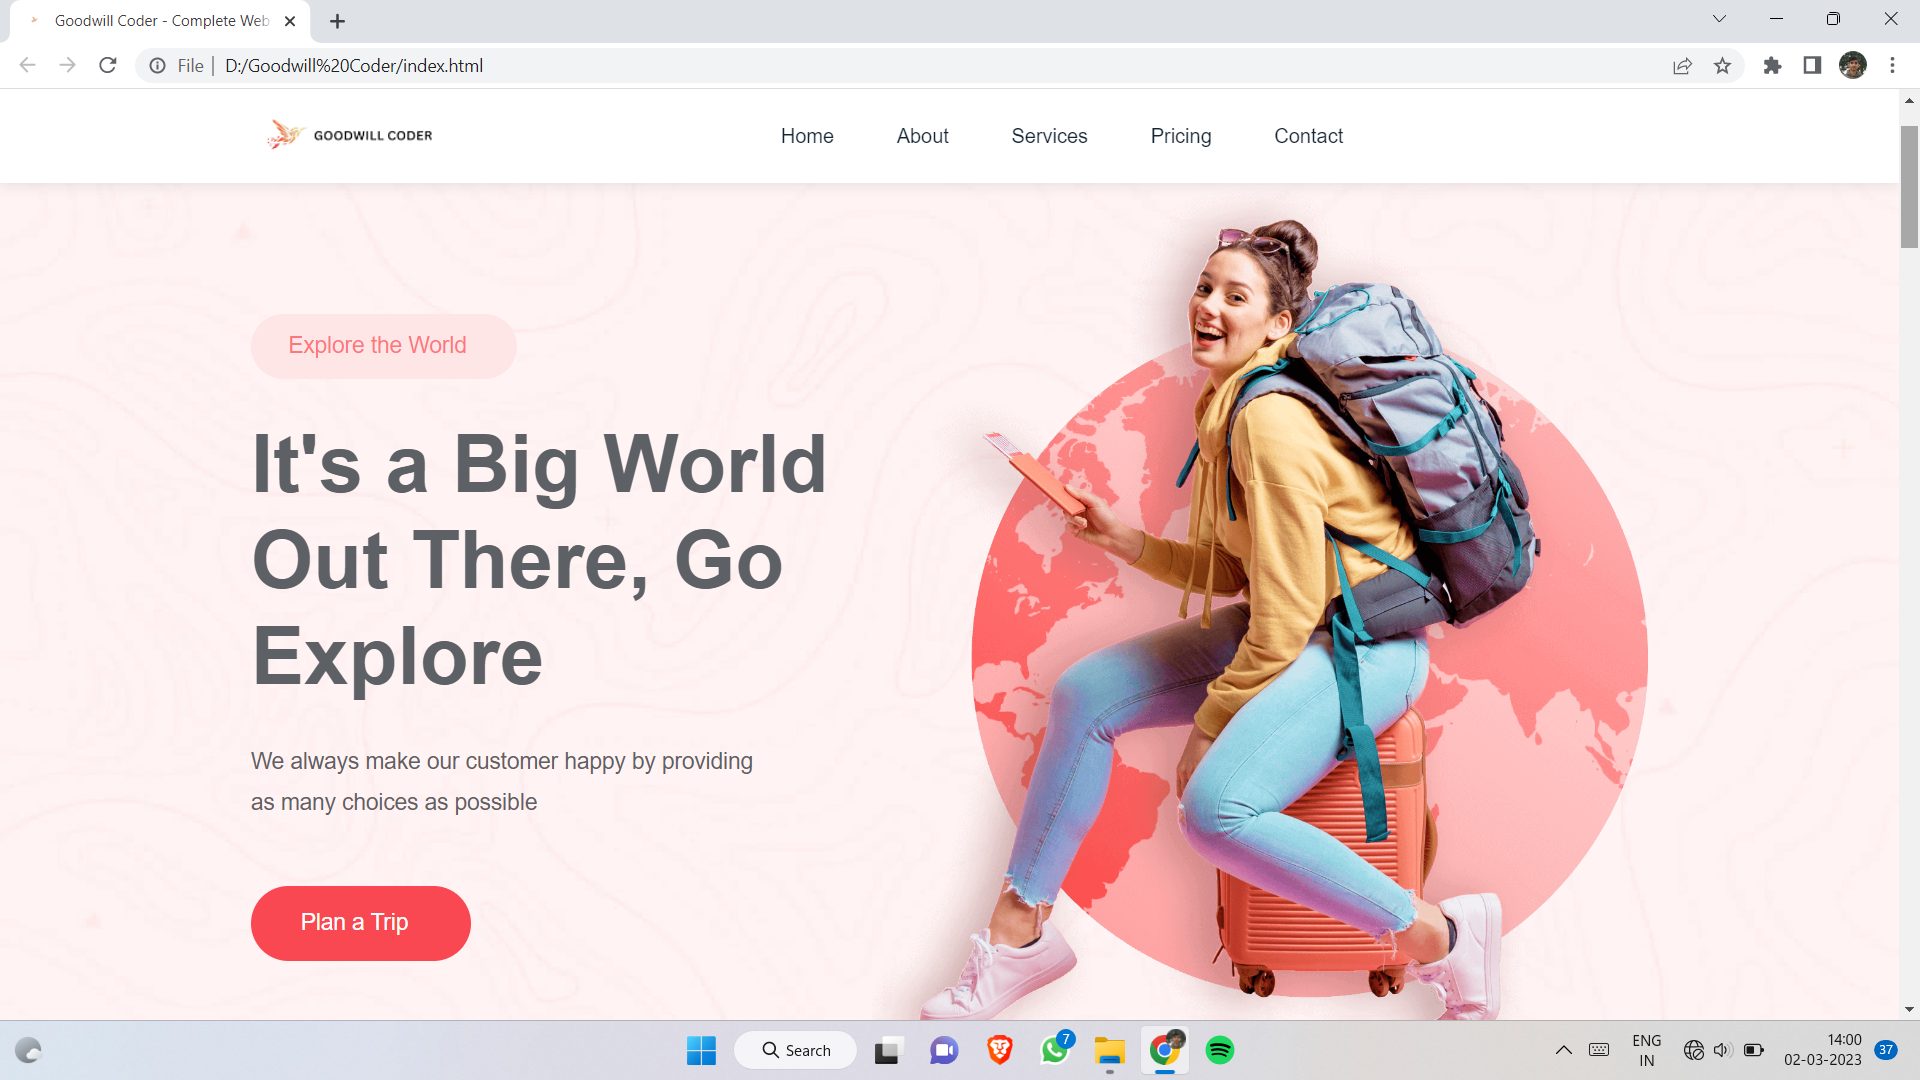 Goodwill Coder - Complete Web
File
D:/Goodwill%20Coder/index.html
GOODWILL CODER
Home
About
Services
Pricing
Contact
Explore the World
It's a Big World
Out There, Go
Explore
We always make our customer happy by providing
as many choices as possible
Plan a Trip
Search
7
ENG
IN
14:00
02-03-2023
37